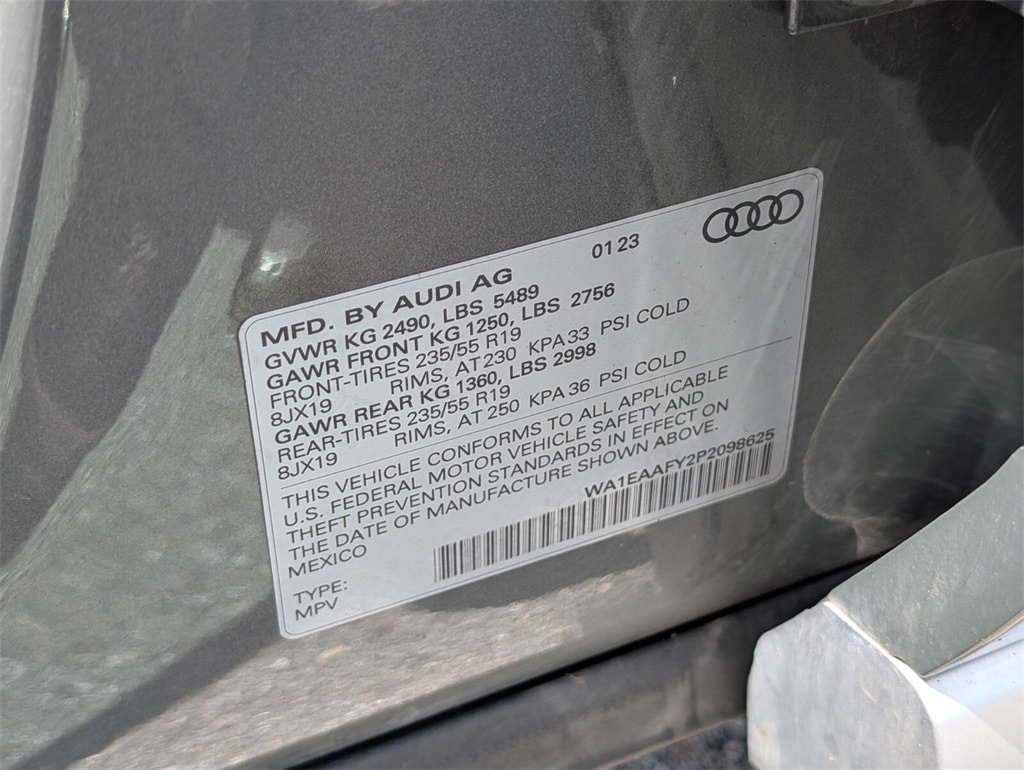 01 23
MFD. BY AUDI AG
GVWR KG 2490, LBS 5489
GAWR FRONT KG 1250, LBS 2756
FRONT-TIRES 235/55 R19
8JX19 RIMS, AT 230 KPA 33 PSI COLD
GAWR REAR KG 1360, LBS 2998
REAR-TIRES 235/55 R19
8JX19 RIMS, AT 250 KPA 36 PSI COLD
THIS VEHICLE CONFORMS TO ALL APPLICABLE
U.S. FEDERAL MOTOR VEHICLE SAFETY AND
THEFT PREVENTION STANDARDS IN EFFECT ON
THE DATE OF MANUFACTURE SHOWN ABOVE.
MEXICO
WA1EAAFY2P2098625
TYPE:
MPV